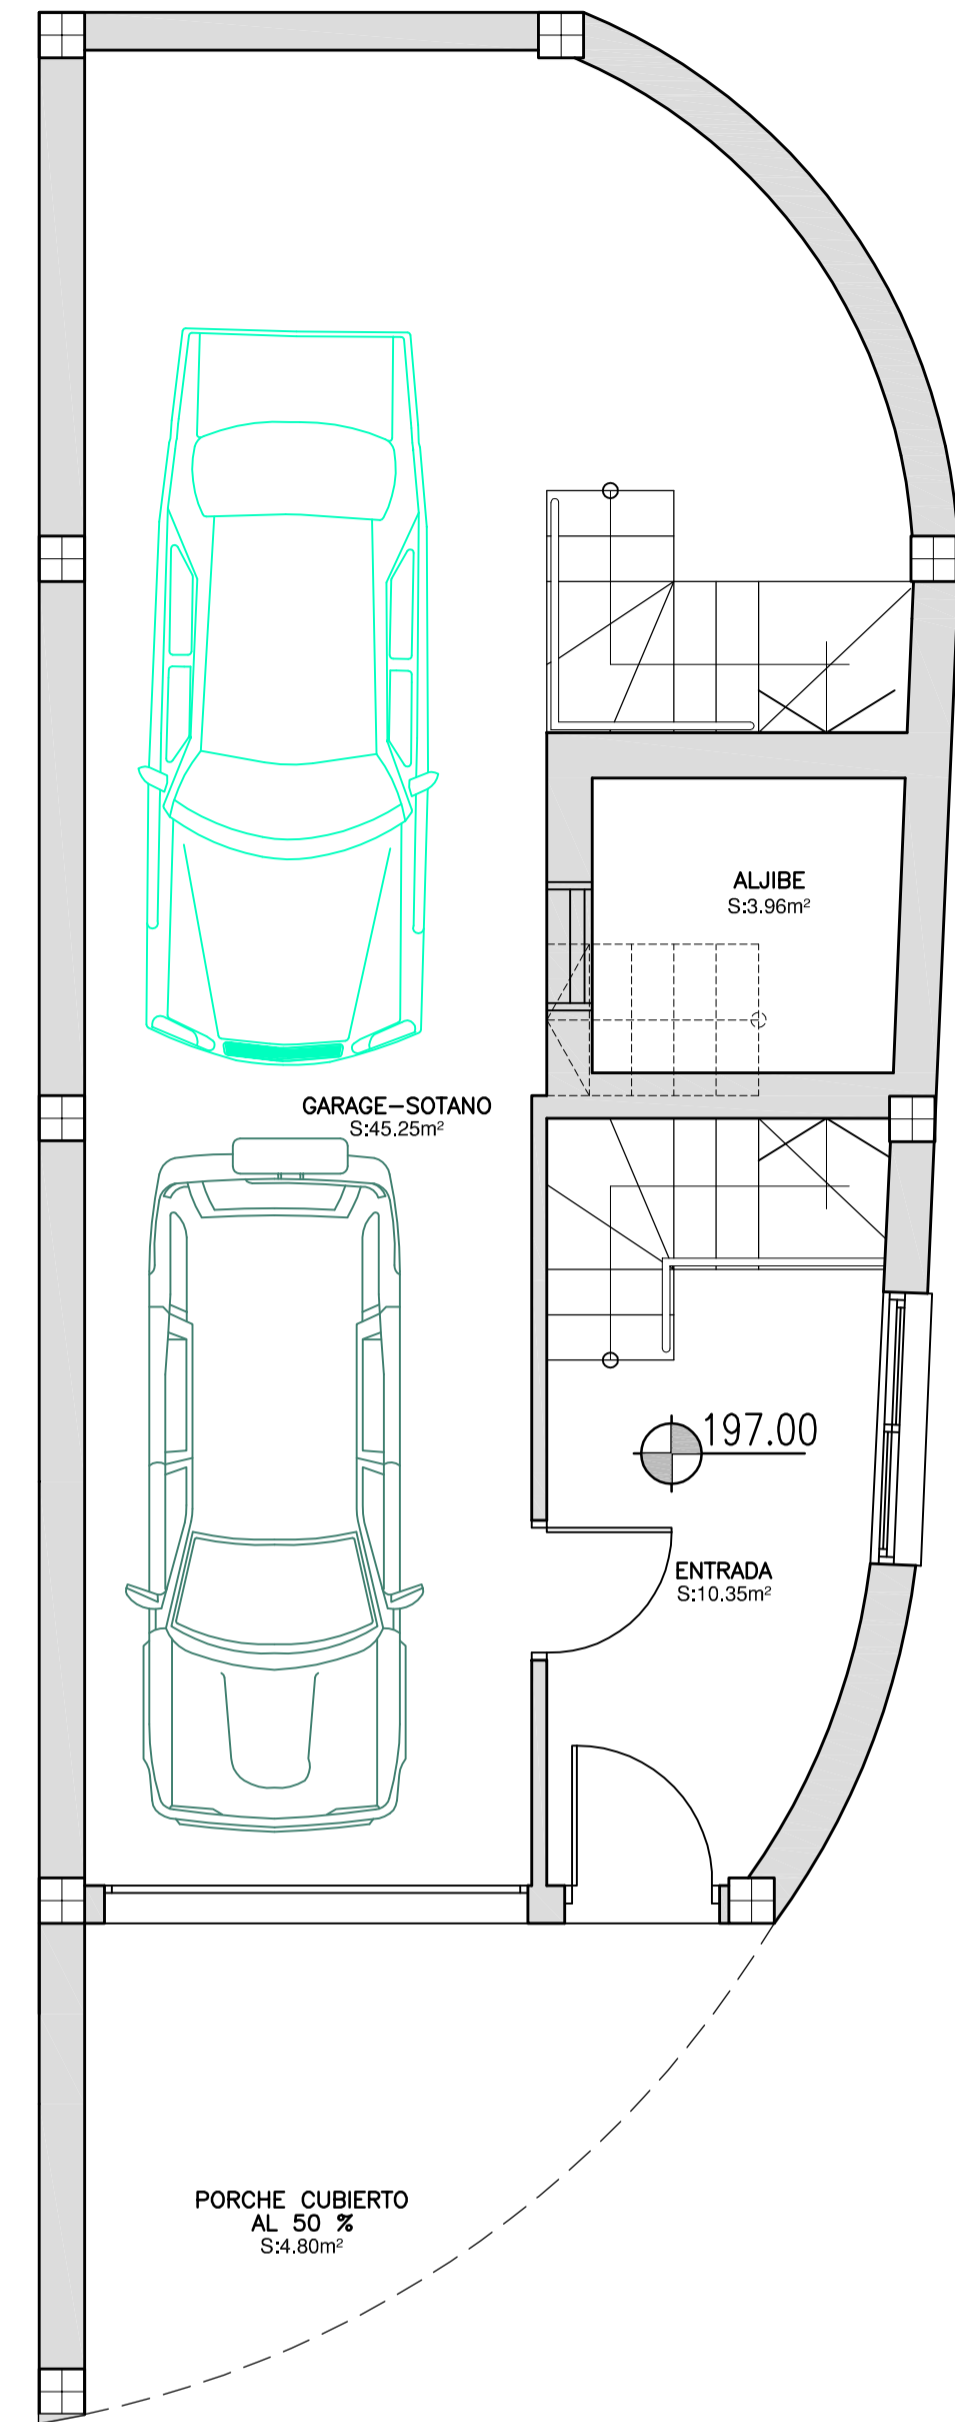 ALJIBE
S:3.96m²
GARAGE-SOTANO
S:45.25m²
197.00
ENTRADA
S:10.35m²
PORCHE CUBIERTO
AL 50 %
S:4.80m²